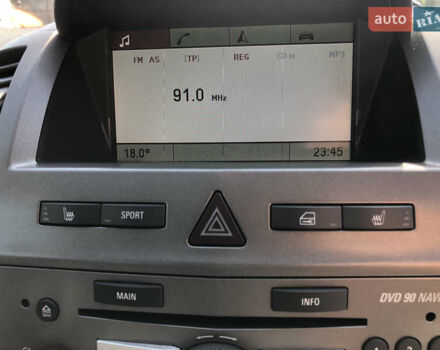 auto RIA
FM AS [TP] REG CD in MP3
91.0 MHz
18.0° 23:45
SPORT
MAIN INFO DVD 90 NAVI